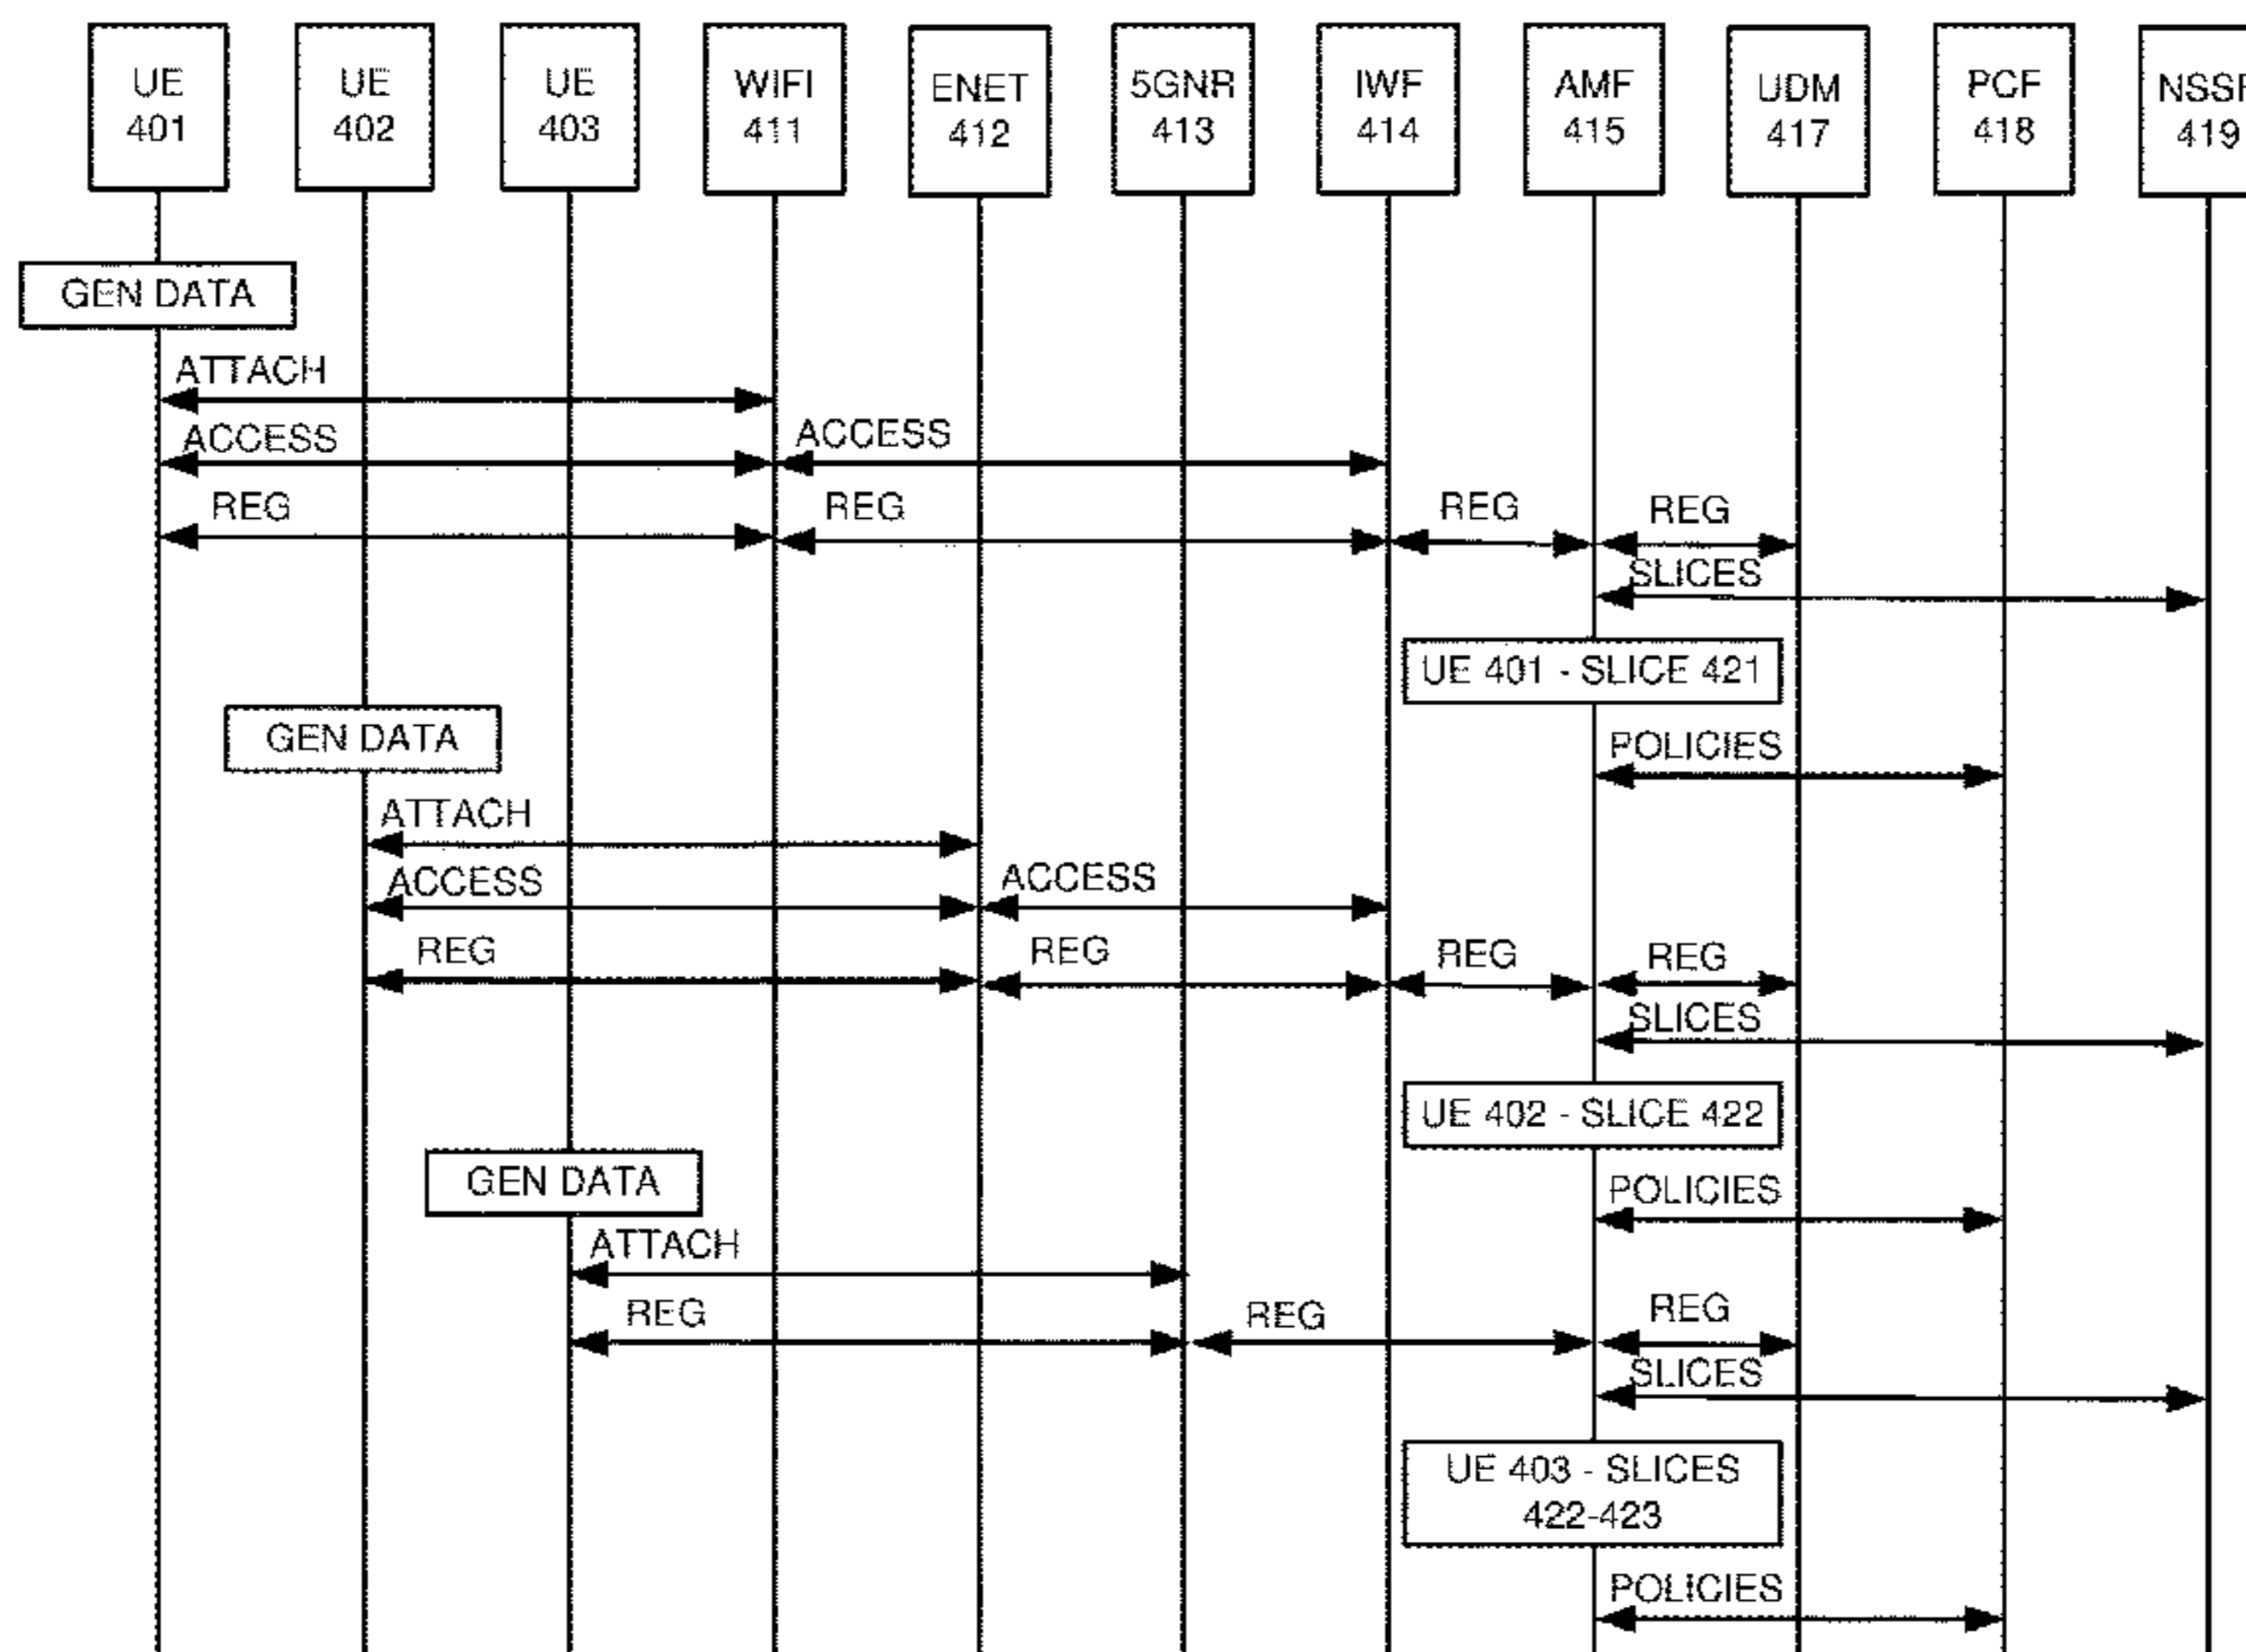 UE
401
UE
402
UE
403
WIFI
411
ENET
412
5GNR
413
IWF
414
AMF
415
UDM
417
PCF
418
NSSF
419
GEN DATA
ATTACH
ACCESS
ACCESS
REG
REG
REG
REG
SLICES
UE 401 - SLICE 421
GEN DATA
POLICIES
ATTACH
ACCESS
ACCESS
REG
REG
REG
REG
SLICES
UE 402 - SLICE 422
GEN DATA
POLICIES
ATTACH
REG
REG
REG
SLICES
UE 403 - SLICES
422-423
POLICIES